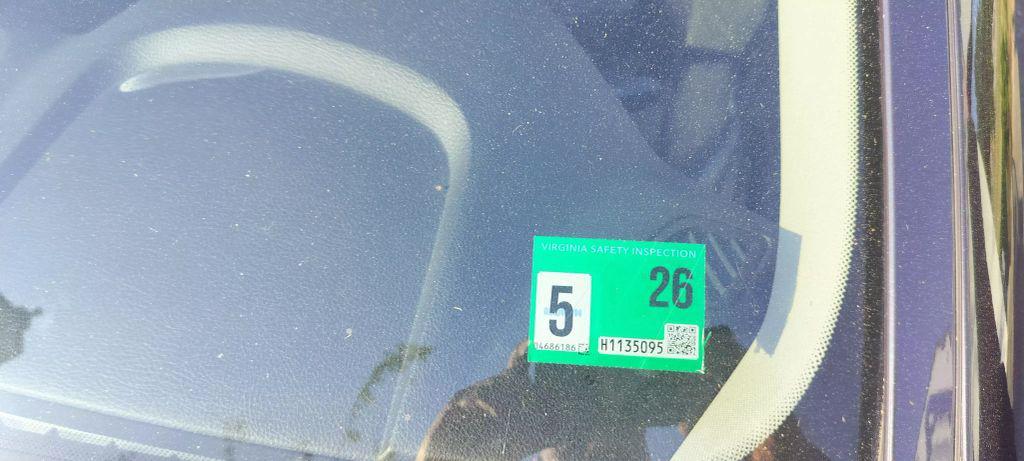 VIRGINIA SAFETY INSPECTION
26
5
04686186
H1135095